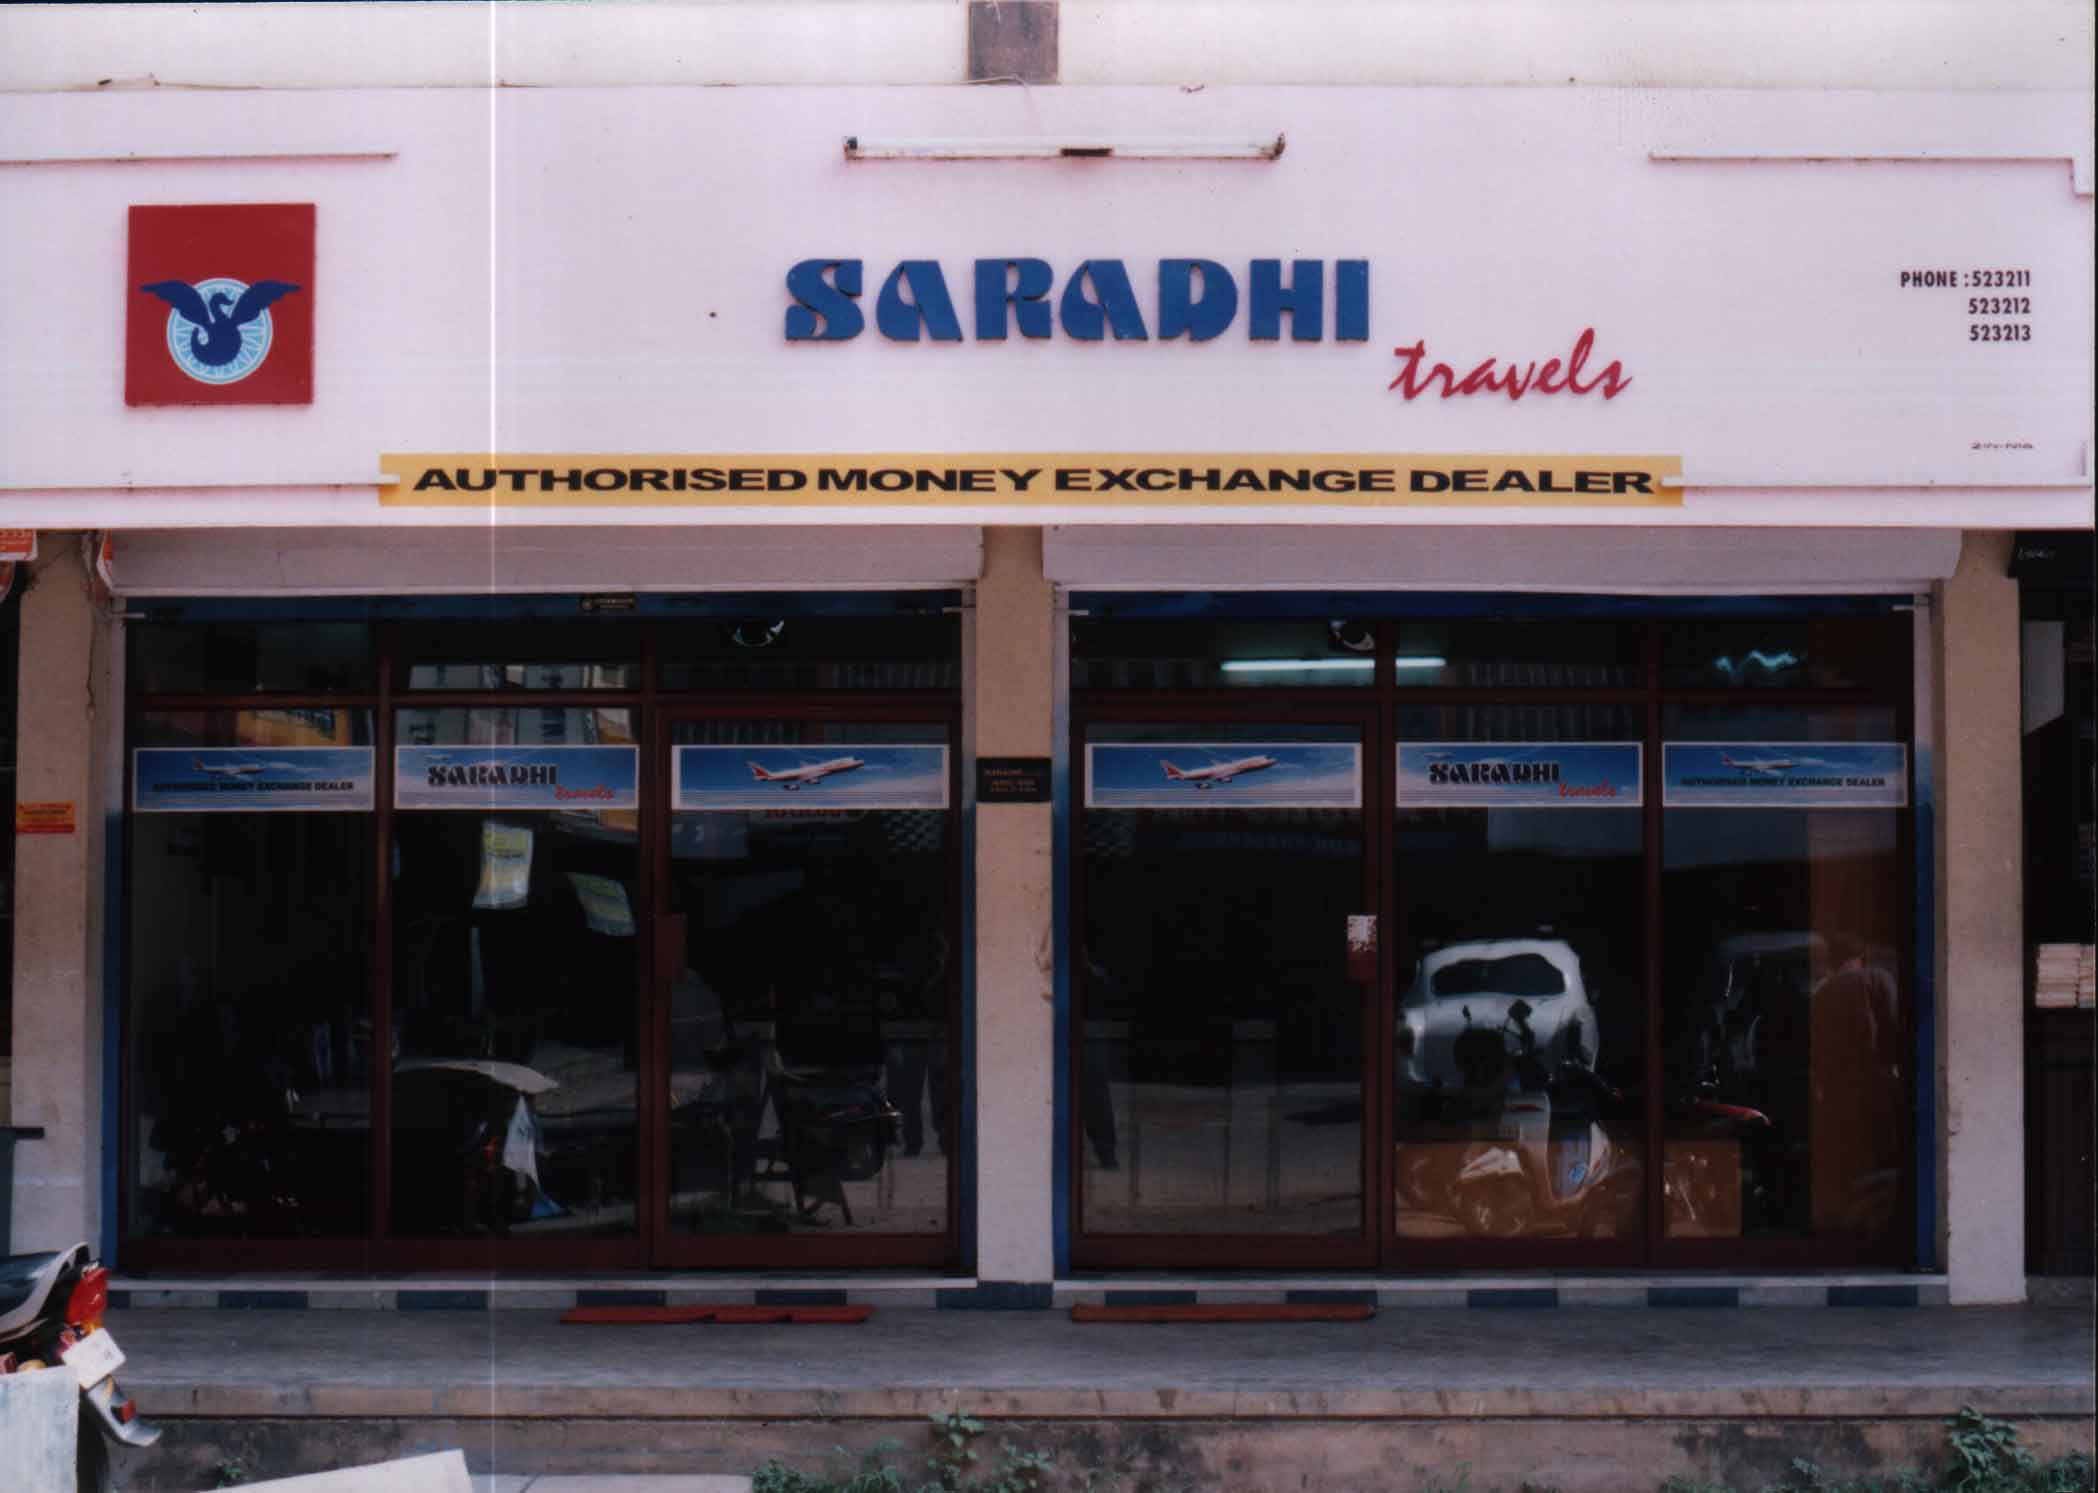 SARADHI
travels
PHONE : 523211
523212
523213
AUTHORISED MONEY EXCHANGE DEALER
AUTHORISED MONEY EXCHANGE DEALER
SARADHI
travels
SARADHI
travels
AUTHORISED MONEY EXCHANGE DEALER